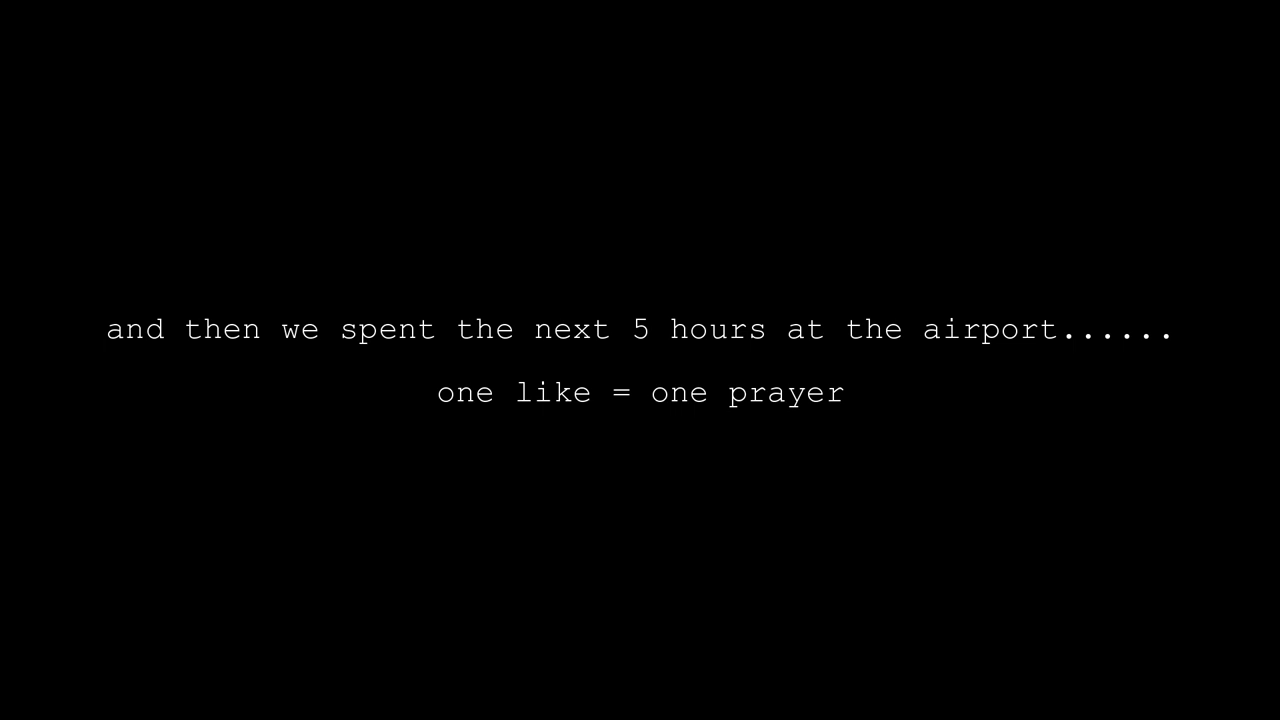 and then we spent the next 5 hours at the airport......
one like = one prayer